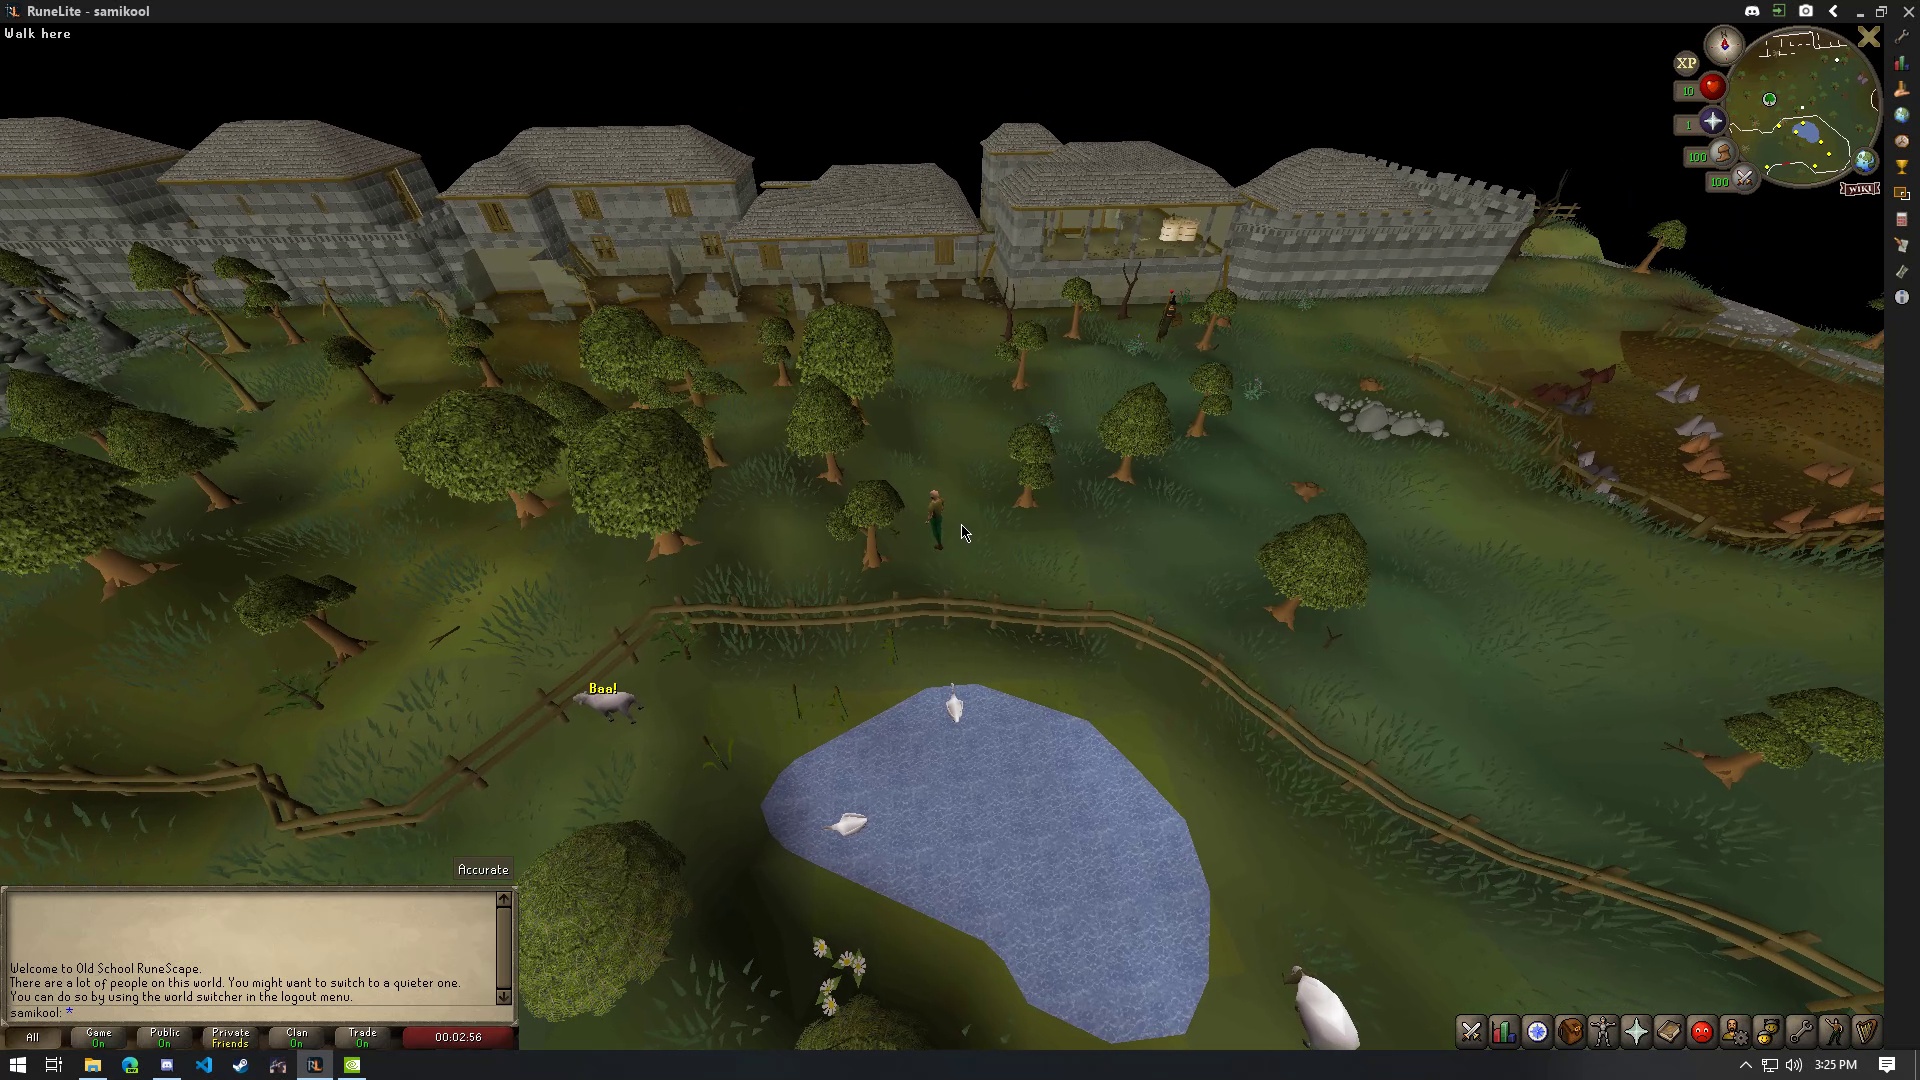 RuneLite - samikool
Walk here
XP
10
1
100
100
WIKI
Baa!
Accurate
Welcome to Old School RuneScape.
There are a lot of people on this world. You might want to switch to a quieter one.
You can do so by using the world switcher in the logout menu.
samikool: *
All
Game
On
Public
On
Private
Friends
Clan
On
Trade
On
00:02:56
3:25 PM